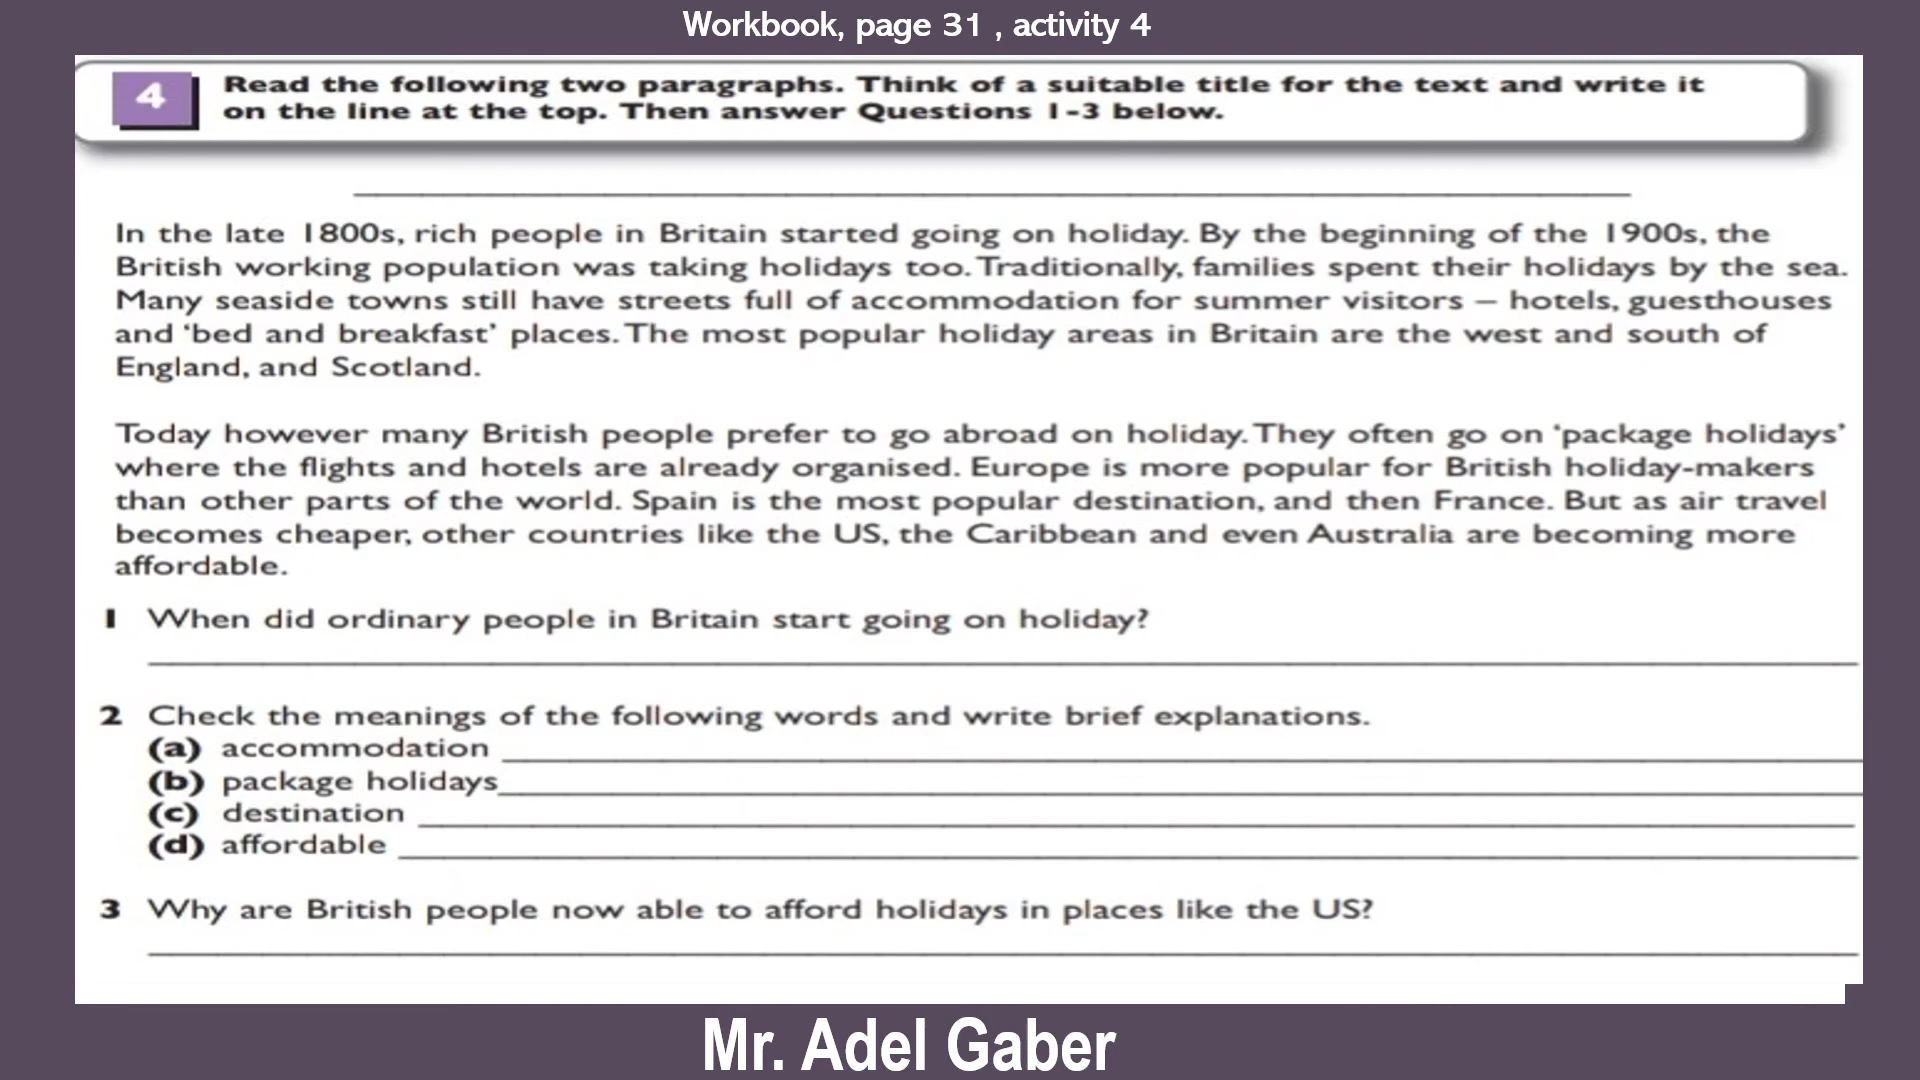 Workbook, page 31 , activity 4
4 Read the following two paragraphs. Think of a suitable title for the text and write it
on the line at the top. Then answer Questions 1-3 below.
In the late 1800s, rich people in Britain started going on holiday. By the beginning of the 1900s, the
British working population was taking holidays too. Traditionally, families spent their holidays by the sea.
Many seaside towns still have streets full of accommodation for summer visitors – hotels, guesthouses
and ‘bed and breakfast’ places. The most popular holiday areas in Britain are the west and south of
England, and Scotland.
Today however many British people prefer to go abroad on holiday. They often go on ‘package holidays’
where the flights and hotels are already organised. Europe is more popular for British holiday-makers
than other parts of the world. Spain is the most popular destination, and then France. But as air travel
becomes cheaper, other countries like the US, the Caribbean and even Australia are becoming more
affordable.
1 When did ordinary people in Britain start going on holiday?
2 Check the meanings of the following words and write brief explanations.
(a) accommodation
(b) package holidays
(c) destination
(d) affordable
3 Why are British people now able to afford holidays in places like the US?
Mr. Adel Gaber